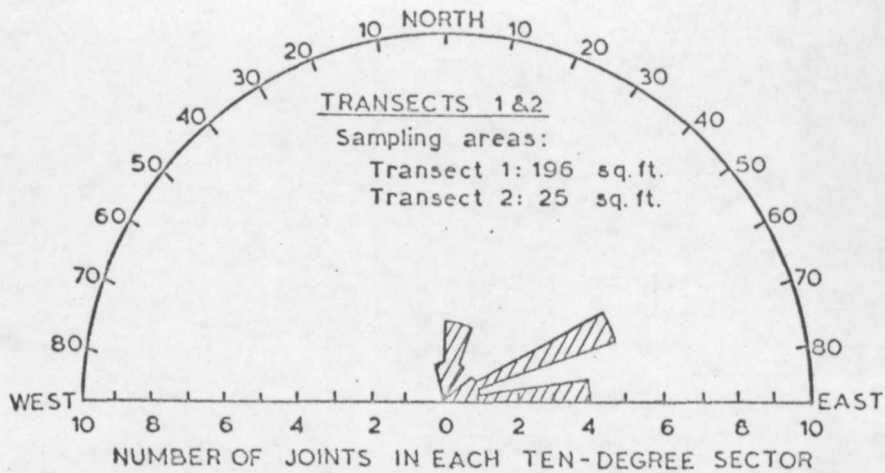 NORTH
10 10
20 20
30 30
TRANSECTS 1&2
40 40
Sampling areas:
50 Transect 1: 196 sq. ft. 50
Transect 2: 25 sq. ft.
60 60
70 70
80 80
WEST EAST
10 8 6 4 2 0 2 4 6 8 10
NUMBER OF JOINTS IN EACH TEN-DEGREE SECTOR